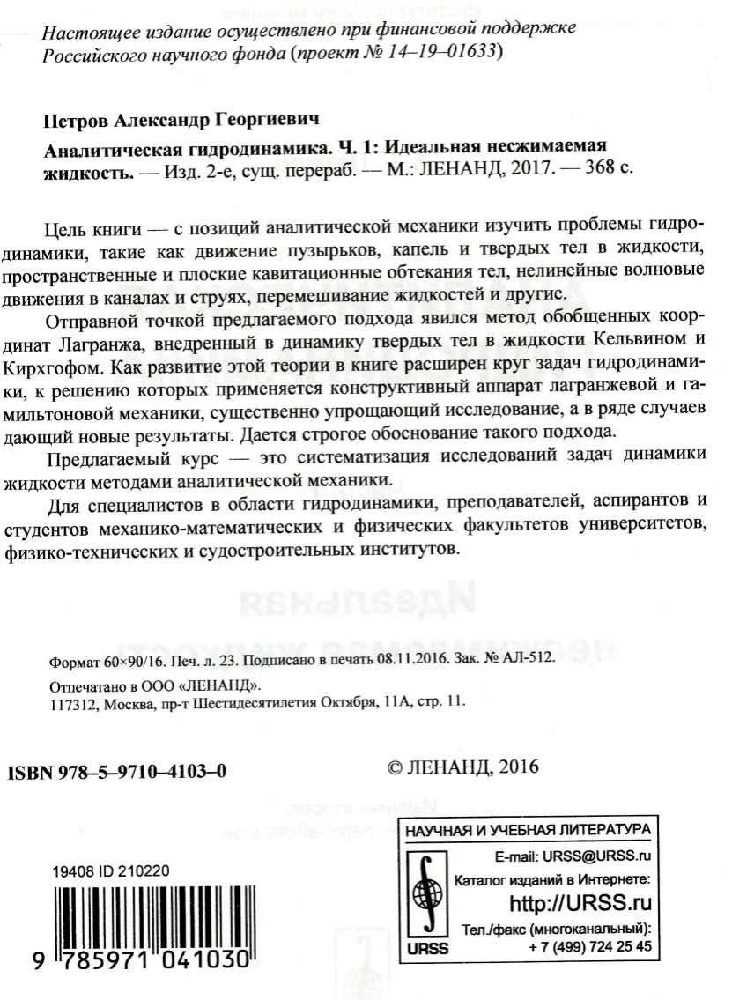 Настоящее издание осуществлено при финансовой поддержке
Российского научного фонда (проект № 14–19–01633)
Петров Александр Георгиевич
Аналитическая гидродинамика. Ч. 1: Идеальная несжимаемая
жидкость. — Изд. 2-е, сущ. перераб. — М.: ЛЕНАНД, 2017. — 368 с.
Цель книги — с позиций аналитической механики изучить проблемы гидро-
динамики, такие как движение пузырьков, капель и твердых тел в жидкости,
пространственные и плоские кавитационные обтекания тел, нелинейные волновые
движения в каналах и струях, перемешивание жидкостей и другие.
Отправной точкой предлагаемого подхода явился метод обобщенных коор-
динат Лагранжа, внедренный в динамику твердых тел в жидкости Кельвином и
Кирхгофом. Как развитие этой теории в книге расширен круг задач гидродинами-
ки, к решению которых применяется конструктивный аппарат лагранжевой и га-
мильтоновой механики, существенно упрощающий исследование, а в ряде случаев
дающий новые результаты. Дается строгое обоснование такого подхода.
Предлагаемый курс — это систематизация исследований задач динамики
жидкости методами аналитической механики.
Для специалистов в области гидродинамики, преподавателей, аспирантов и
студентов механико-математических и физических факультетов университетов,
физико-технических и судостроительных институтов.
Формат 60×90/16. Печ. л. 23. Подписано в печать 08.11.2016. Зак. № АЛ-512.
Отпечатано в ООО «ЛЕНАНД».
117312, Москва, пр-т Шестидесятилетия Октября, 11А, стр. 11.
ISBN 978–5–9710–4103–0
© ЛЕНАНД, 2016
19408 ID 210220
9 785971 041030
НАУЧНАЯ И УЧЕБНАЯ ЛИТЕРАТУРА
E-mail: URSS@URSS.ru
Каталог изданий в Интернете:
http://URSS.ru
Тел./факс (многоканальный):
+ 7 (499) 724 25 45
URSS